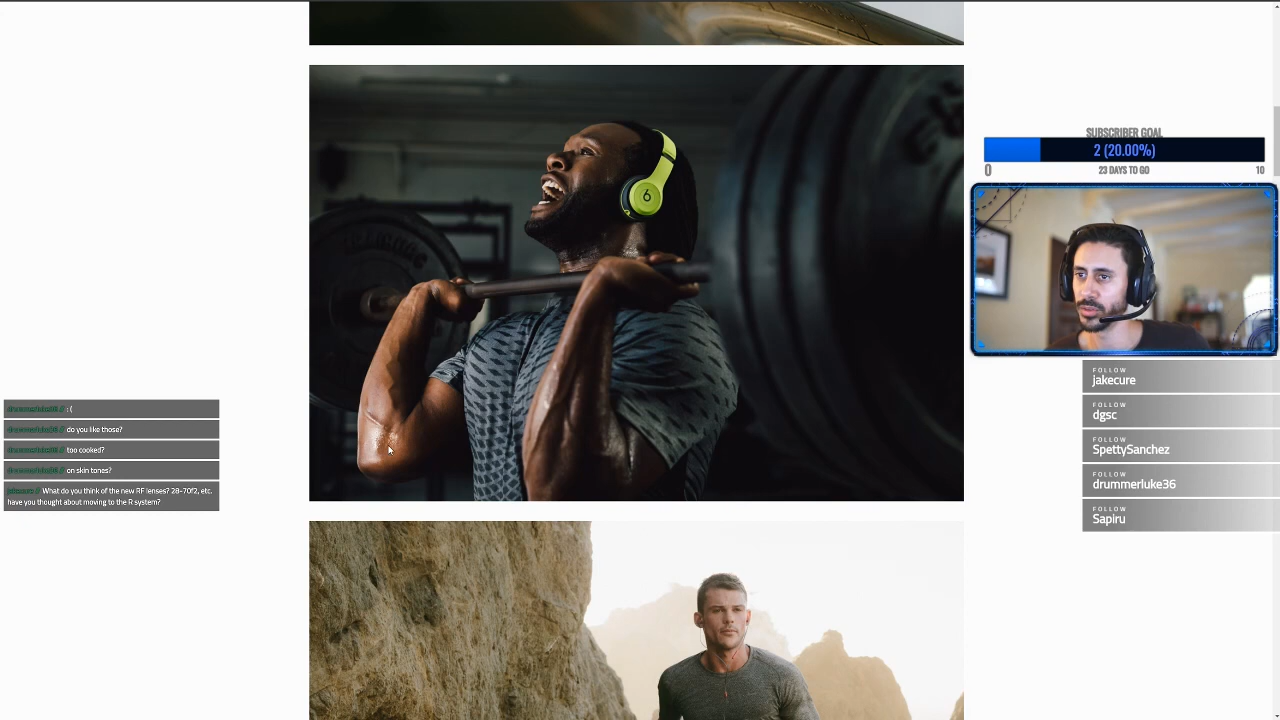 SUBSCRIBER GOAL
2 (20.00%)
0
23 DAYS TO GO
10
:(
do you like those?
too cooked?
on skin tones?
What do you think of the new RF lenses? 28-70f2, etc.
have you thought about moving to the R system?
FOLLOW
jakecure
FOLLOW
dgsc
FOLLOW
SpettySanchez
FOLLOW
drummerluke36
FOLLOW
Sapiru